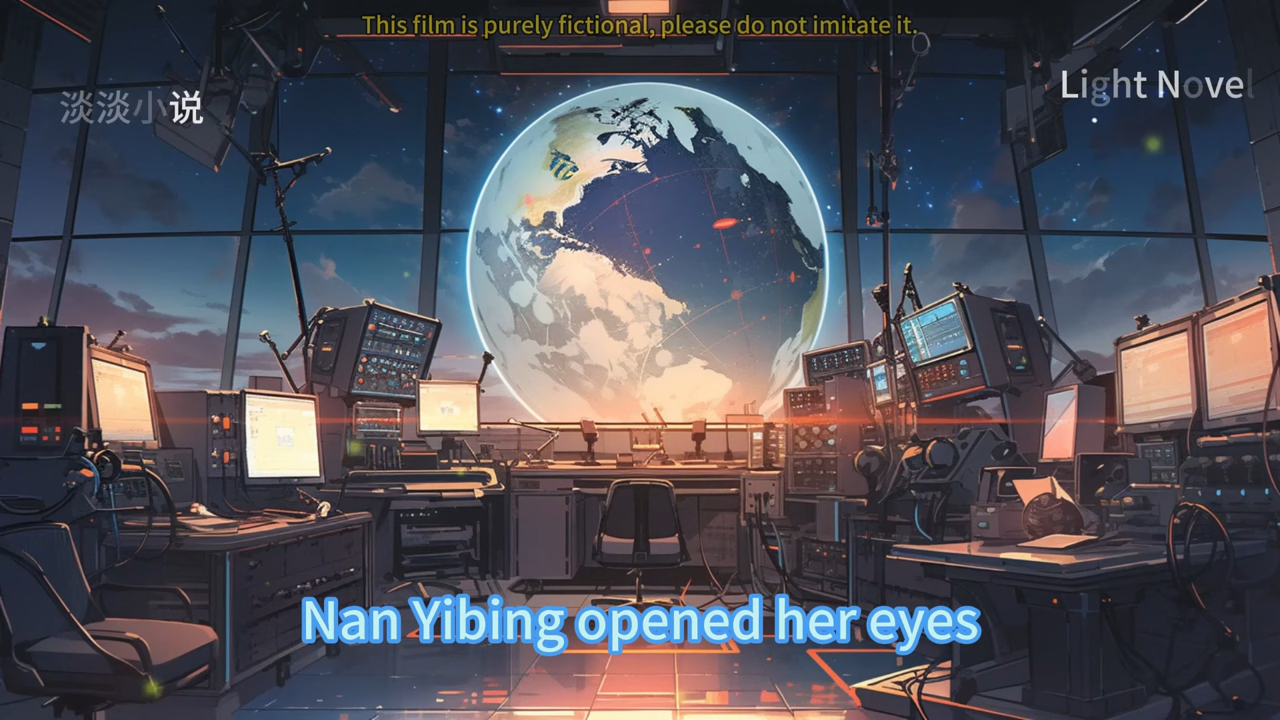 This film is purely fictional, please do not imitate it.
淡淡小说
Light Novel
Nan Yibing opened her eyes